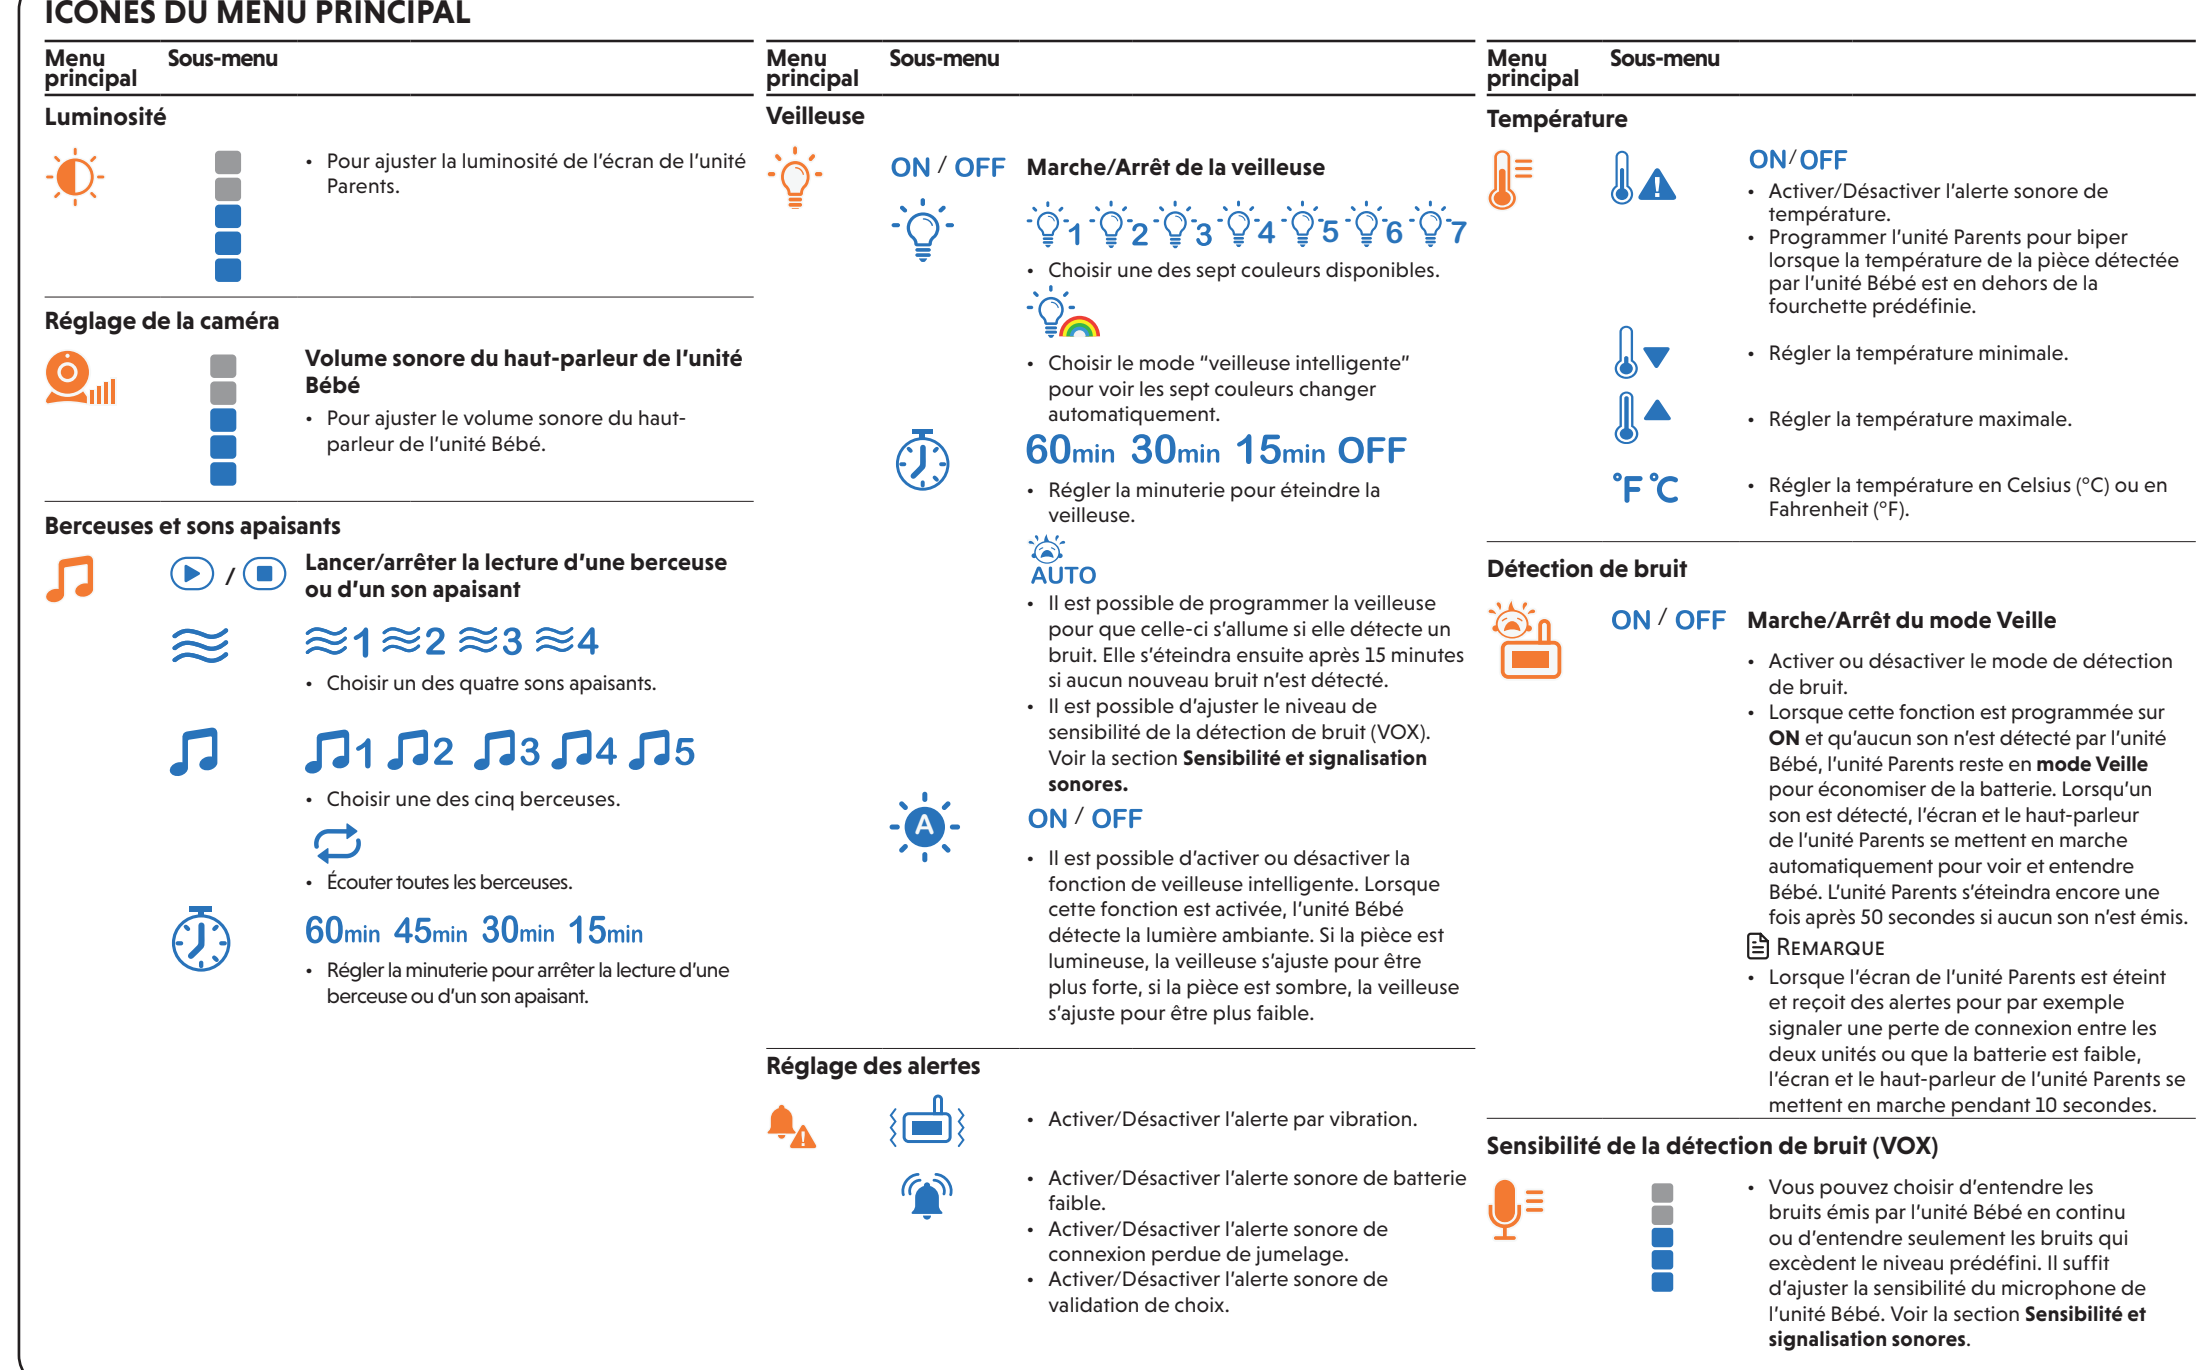 ICÔNES DU MENU PRINCIPAL
Menu principal
Sous-menu
Luminosité
• Pour ajuster la luminosité de l'écran de l'unité
Parents.
Réglage de la caméra
Volume sonore du haut-parleur de l'unité
Bébé
• Pour ajuster le volume sonore du haut-
parleur de l'unité Bébé.
Berceuses et sons apaisants
/
Lancer/arrêter la lecture d'une berceuse
ou d'un son apaisant
1 2 3 4
• Choisir un des quatre sons apaisants.
1 2 3 4 5
• Choisir une des cinq berceuses.
• Écouter toutes les berceuses.
60min 45min 30min 15min
• Régler la minuterie pour arrêter la lecture d'une
berceuse ou d'un son apaisant.
Menu principal
Sous-menu
Veilleuse
ON / OFF
Marche/Arrêt de la veilleuse
1 2 3 4 5 6 7
• Choisir une des sept couleurs disponibles.
• Choisir le mode “veilleuse intelligente”
pour voir les sept couleurs changer
automatiquement.
60min 30min 15min OFF
• Régler la minuterie pour éteindre la
veilleuse.
AUTO
• Il est possible de programmer la veilleuse
pour que celle-ci s'allume si elle détecte un
bruit. Elle s'éteindra ensuite après 15 minutes
si aucun nouveau bruit n'est détecté.
• Il est possible d'ajuster le niveau de
sensibilité de la détection de bruit (VOX).
Voir la section Sensibilité et signalisation
sonores.
A
ON / OFF
• Il est possible d'activer ou désactiver la
fonction de veilleuse intelligente. Lorsque
cette fonction est activée, l'unité Bébé
détecte la lumière ambiante. Si la pièce est
lumineuse, la veilleuse s'ajuste pour être
plus forte, si la pièce est sombre, la veilleuse
s'ajuste pour être plus faible.
Réglage des alertes
• Activer/Désactiver l'alerte par vibration.
• Activer/Désactiver l'alerte sonore de batterie
faible.
• Activer/Désactiver l'alerte sonore de
connexion perdue de jumelage.
• Activer/Désactiver l'alerte sonore de
validation de choix.
Menu principal
Sous-menu
Température
ON/OFF
• Activer/Désactiver l'alerte sonore de
température.
• Programmer l'unité Parents pour biper
lorsque la température de la pièce détectée
par l'unité Bébé est en dehors de la
fourchette prédéfinie.
• Régler la température minimale.
• Régler la température maximale.
°F °C
• Régler la température en Celsius (°C) ou en
Fahrenheit (°F).
Détection de bruit
ON / OFF
Marche/Arrêt du mode Veille
• Activer ou désactiver le mode de détection
de bruit.
• Lorsque cette fonction est programmée sur
ON et qu'aucun son n'est détecté par l'unité
Bébé, l'unité Parents reste en mode Veille
pour économiser de la batterie. Lorsqu'un
son est détecté, l'écran et le haut-parleur
de l'unité Parents se mettent en marche
automatiquement pour voir et entendre
Bébé. L'unité Parents s'éteindra encore une
fois après 50 secondes si aucun son n'est émis.
REMARQUE
• Lorsque l'écran de l'unité Parents est éteint
et reçoit des alertes pour par exemple
signaler une perte de connexion entre les
deux unités ou que la batterie est faible,
l'écran et le haut-parleur de l'unité Parents se
mettent en marche pendant 10 secondes.
Sensibilité de la détection de bruit (VOX)
• Vous pouvez choisir d'entendre les
bruits émis par l'unité Bébé en continu
ou d'entendre seulement les bruits qui
excèdent le niveau prédéfini. Il suffit
d'ajuster la sensibilité du microphone de
l'unité Bébé. Voir la section Sensibilité et
signalisation sonores.